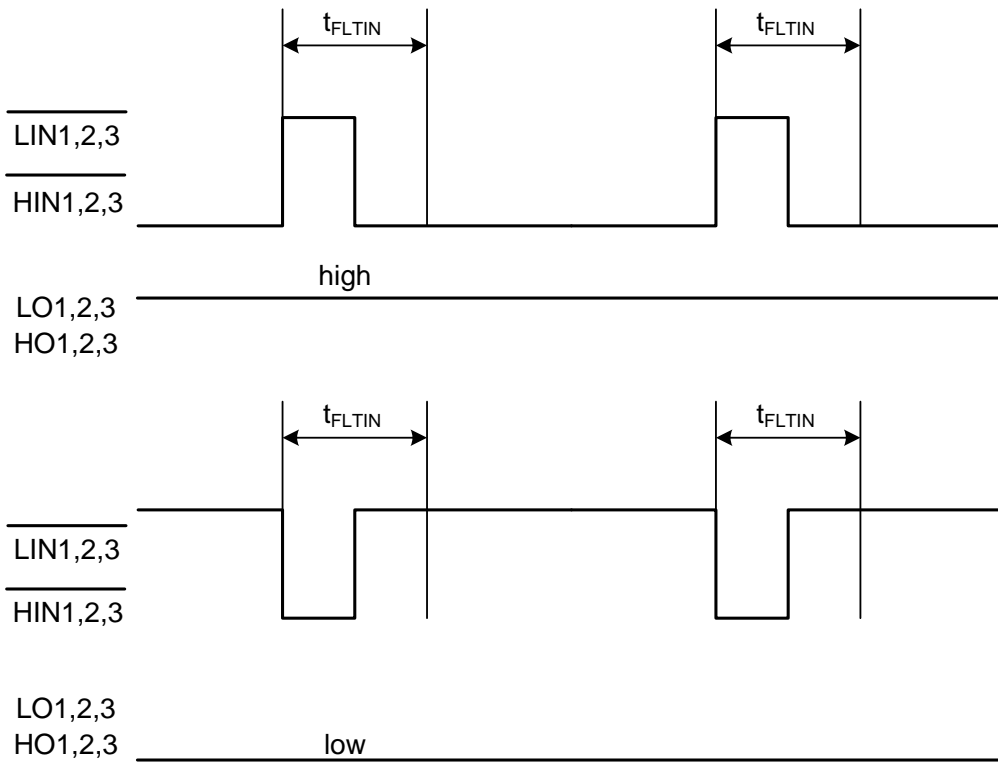 tFLTIN tFLTIN
LIN1,2,3
HIN1,2,3
high
LO1,2,3
HO1,2,3
tFLTIN tFLTIN
LIN1,2,3
HIN1,2,3
LO1,2,3
HO1,2,3
low